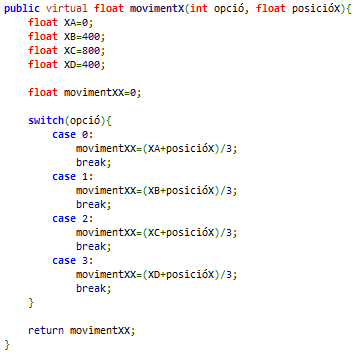 public virtual float movimentX(int opció, float posicióX){
    float XA=0;
    float XB=400;
    float XC=800;
    float XD=400;

    float movimentXX=0;

    switch(opció){
        case 0:
            movimentXX=(XA+posicióX)/3;
            break;
        case 1:
            movimentXX=(XB+posicióX)/3;
            break;
        case 2:
            movimentXX=(XC+posicióX)/3;
            break;
        case 3:
            movimentXX=(XD+posicióX)/3;
            break;
    }

    return movimentXX;
}